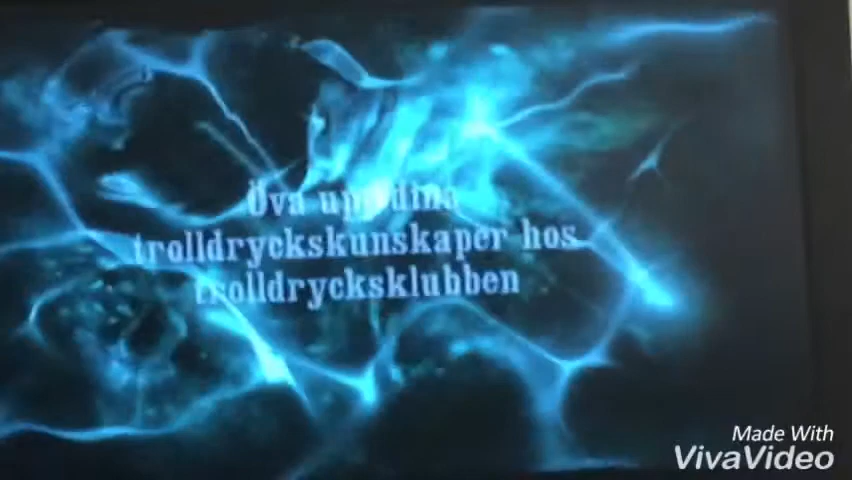 Öva upp dina
trolldryckskunskaper hos
trolldrycksklubben
Made With
VivaVideo